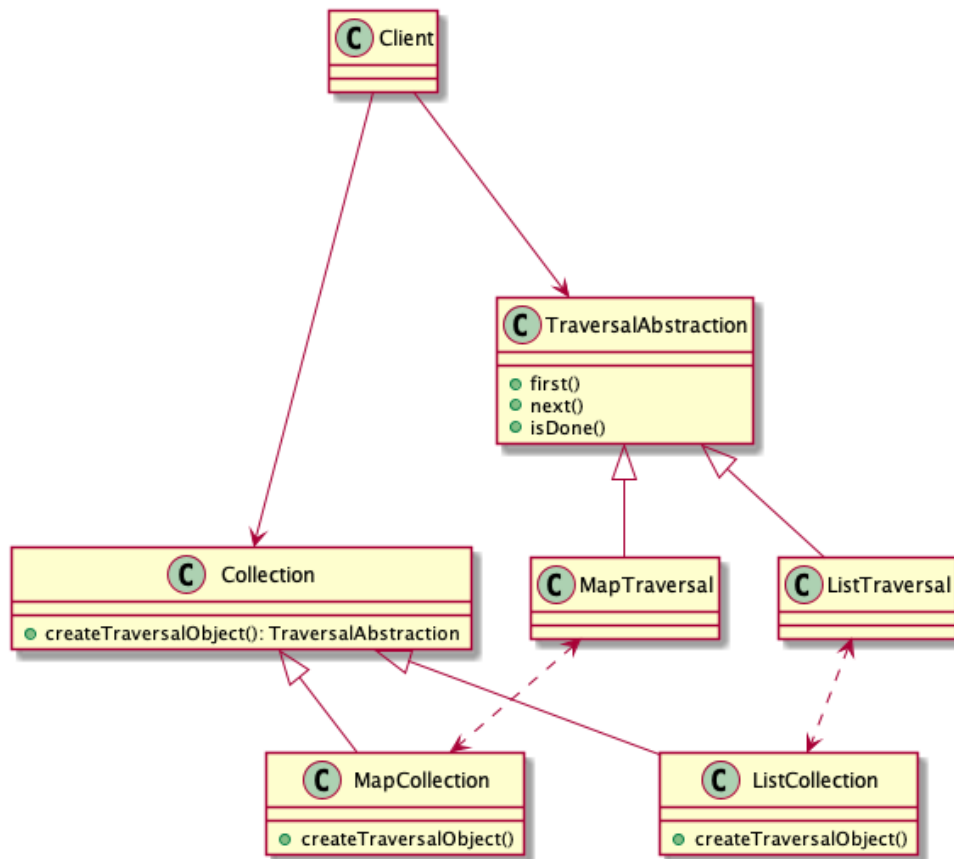 C Client
C TraversalAbstraction
first()
next()
isDone()
C Collection
createTraversalObject(): TraversalAbstraction
C MapTraversal
C ListTraversal
C MapCollection
createTraversalObject()
C ListCollection
createTraversalObject()